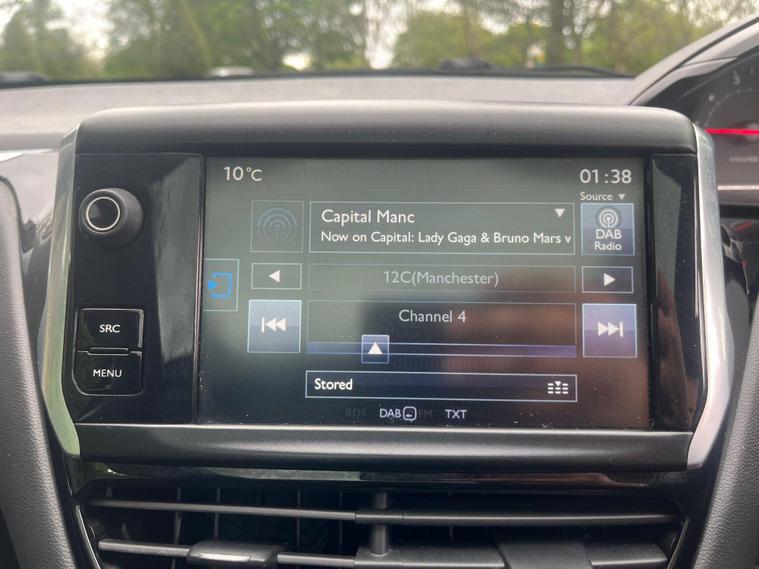 10°C
01:38
Source
Capital Manc
Now on Capital: Lady Gaga & Bruno Mars v
DAB
Radio
12C(Manchester)
Channel 4
SRC
MENU
Stored
RDS DAB FM TXT